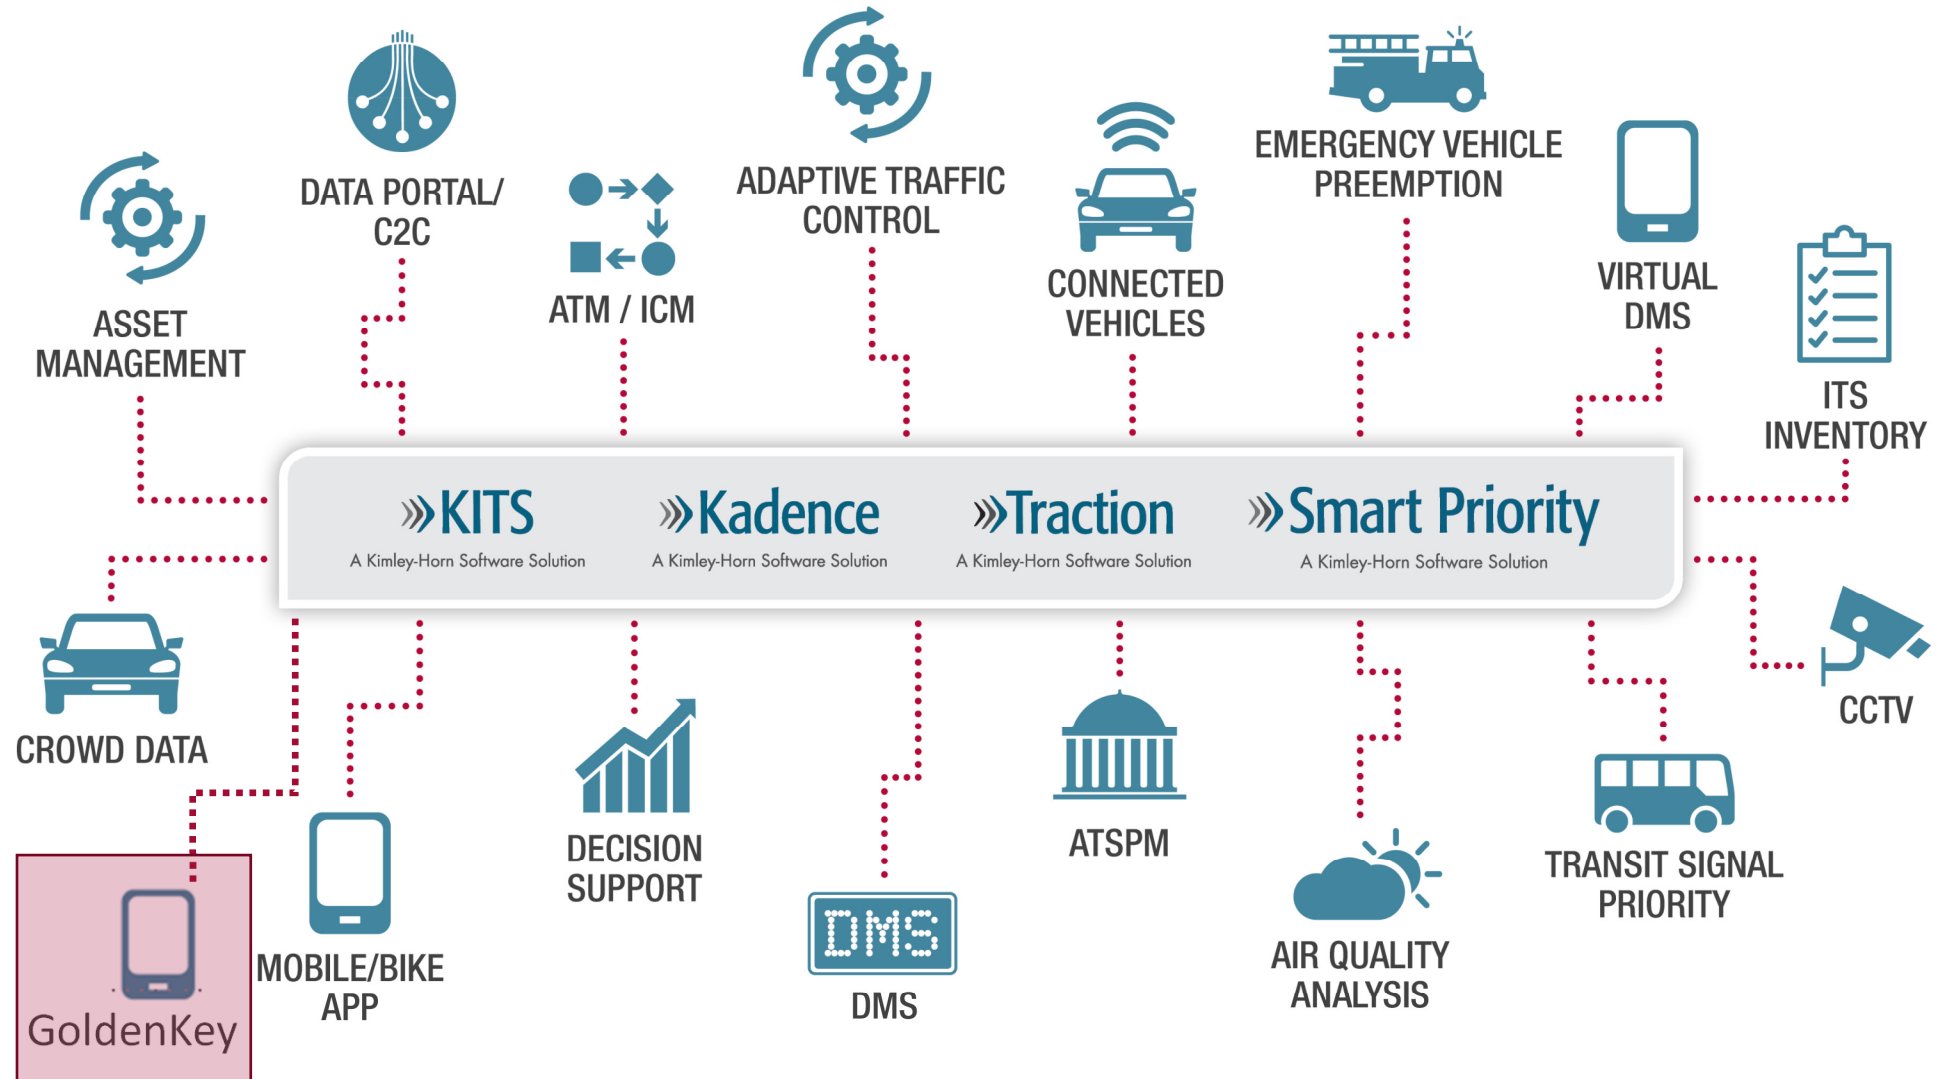 ASSET
MANAGEMENT
DATA PORTAL/
C2C
ATM / ICM
ADAPTIVE TRAFFIC
CONTROL
CONNECTED
VEHICLES
EMERGENCY VEHICLE
PREEMPTION
VIRTUAL
DMS
ITS
INVENTORY
KITS
A Kimley-Horn Software Solution
Kadence
A Kimley-Horn Software Solution
Traction
A Kimley-Horn Software Solution
Smart Priority
A Kimley-Horn Software Solution
CROWD DATA
GoldenKey
MOBILE/BIKE
APP
DECISION
SUPPORT
DMS
DMS
ATSPM
AIR QUALITY
ANALYSIS
TRANSIT SIGNAL
PRIORITY
CCTV